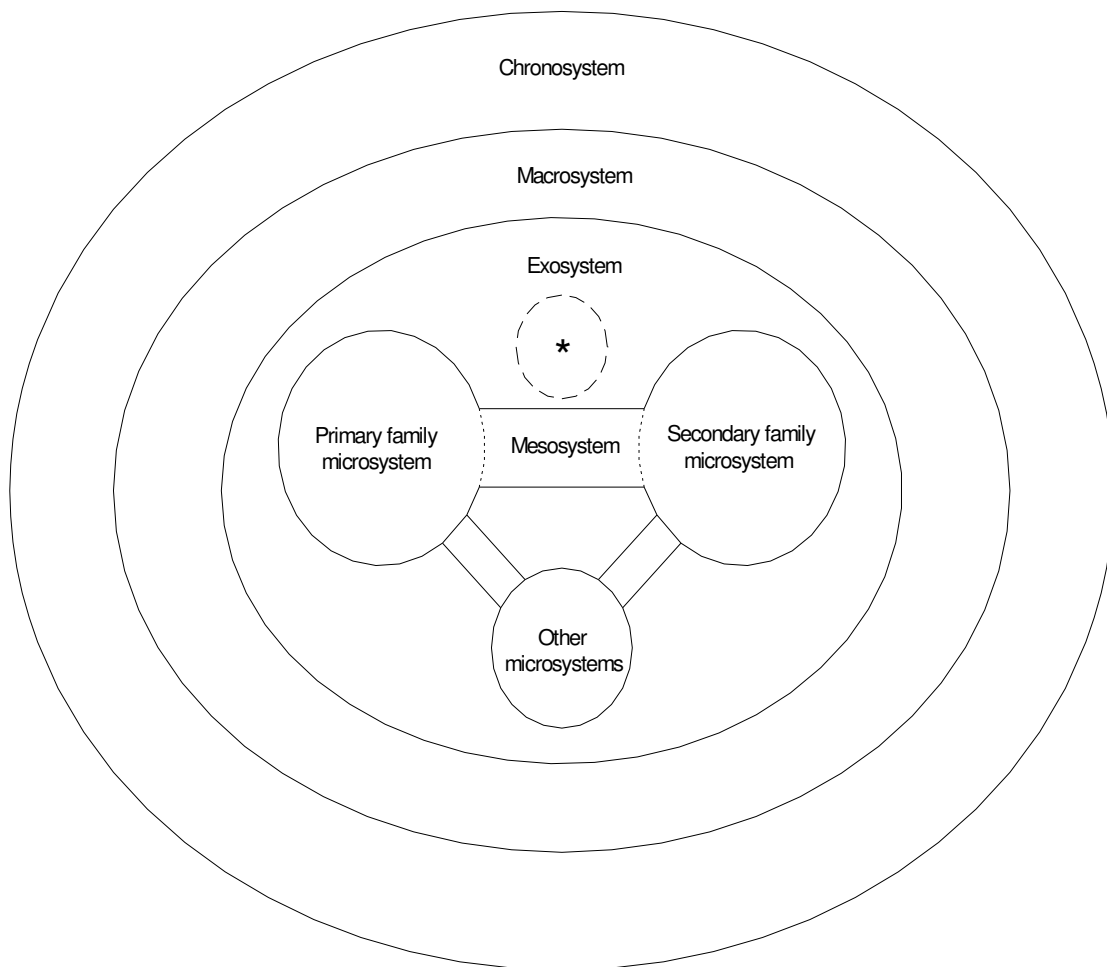 Chronosystem
Macrosystem
Exosystem
*
Primary family
microsystem
Mesosystem
Secondary family
microsystem
Other
microsystems